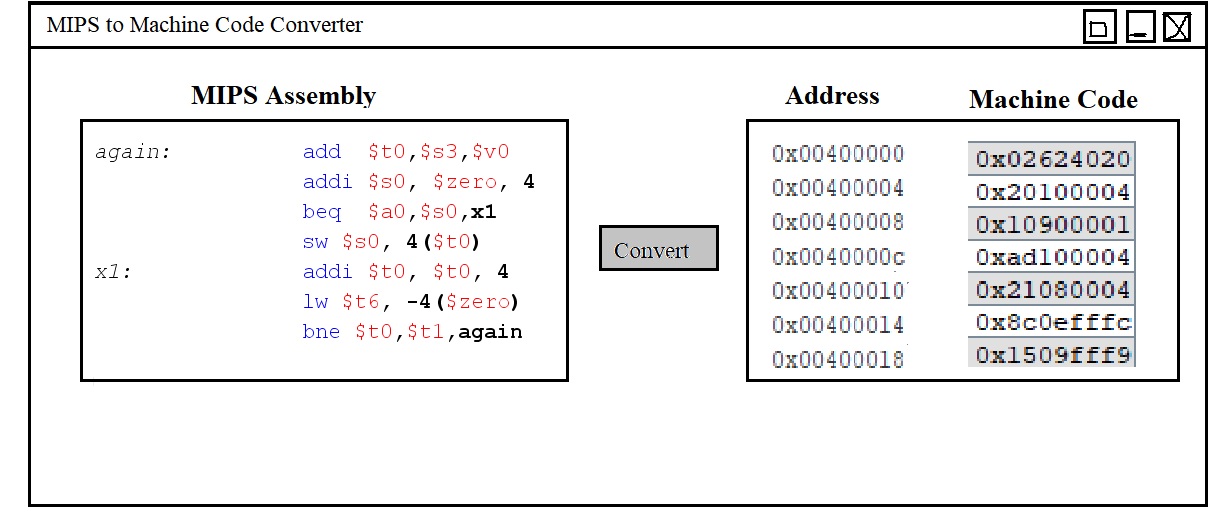 MIPS to Machine Code Converter
MIPS Assembly
again: add $t0,$s3,$v0
addi $s0, $zero, 4
beq $a0,$s0,x1
sw $s0, 4($t0)
x1: addi $t0, $t0, 4
lw $t6, -4($zero)
bne $t0,$t1,again
Convert
Address Machine Code
0x00400000 0x02624020
0x00400004 0x20100004
0x00400008 0x10900001
0x0040000c 0xad100004
0x00400010 0x21080004
0x00400014 0x8c0efffc
0x00400018 0x1509fff9